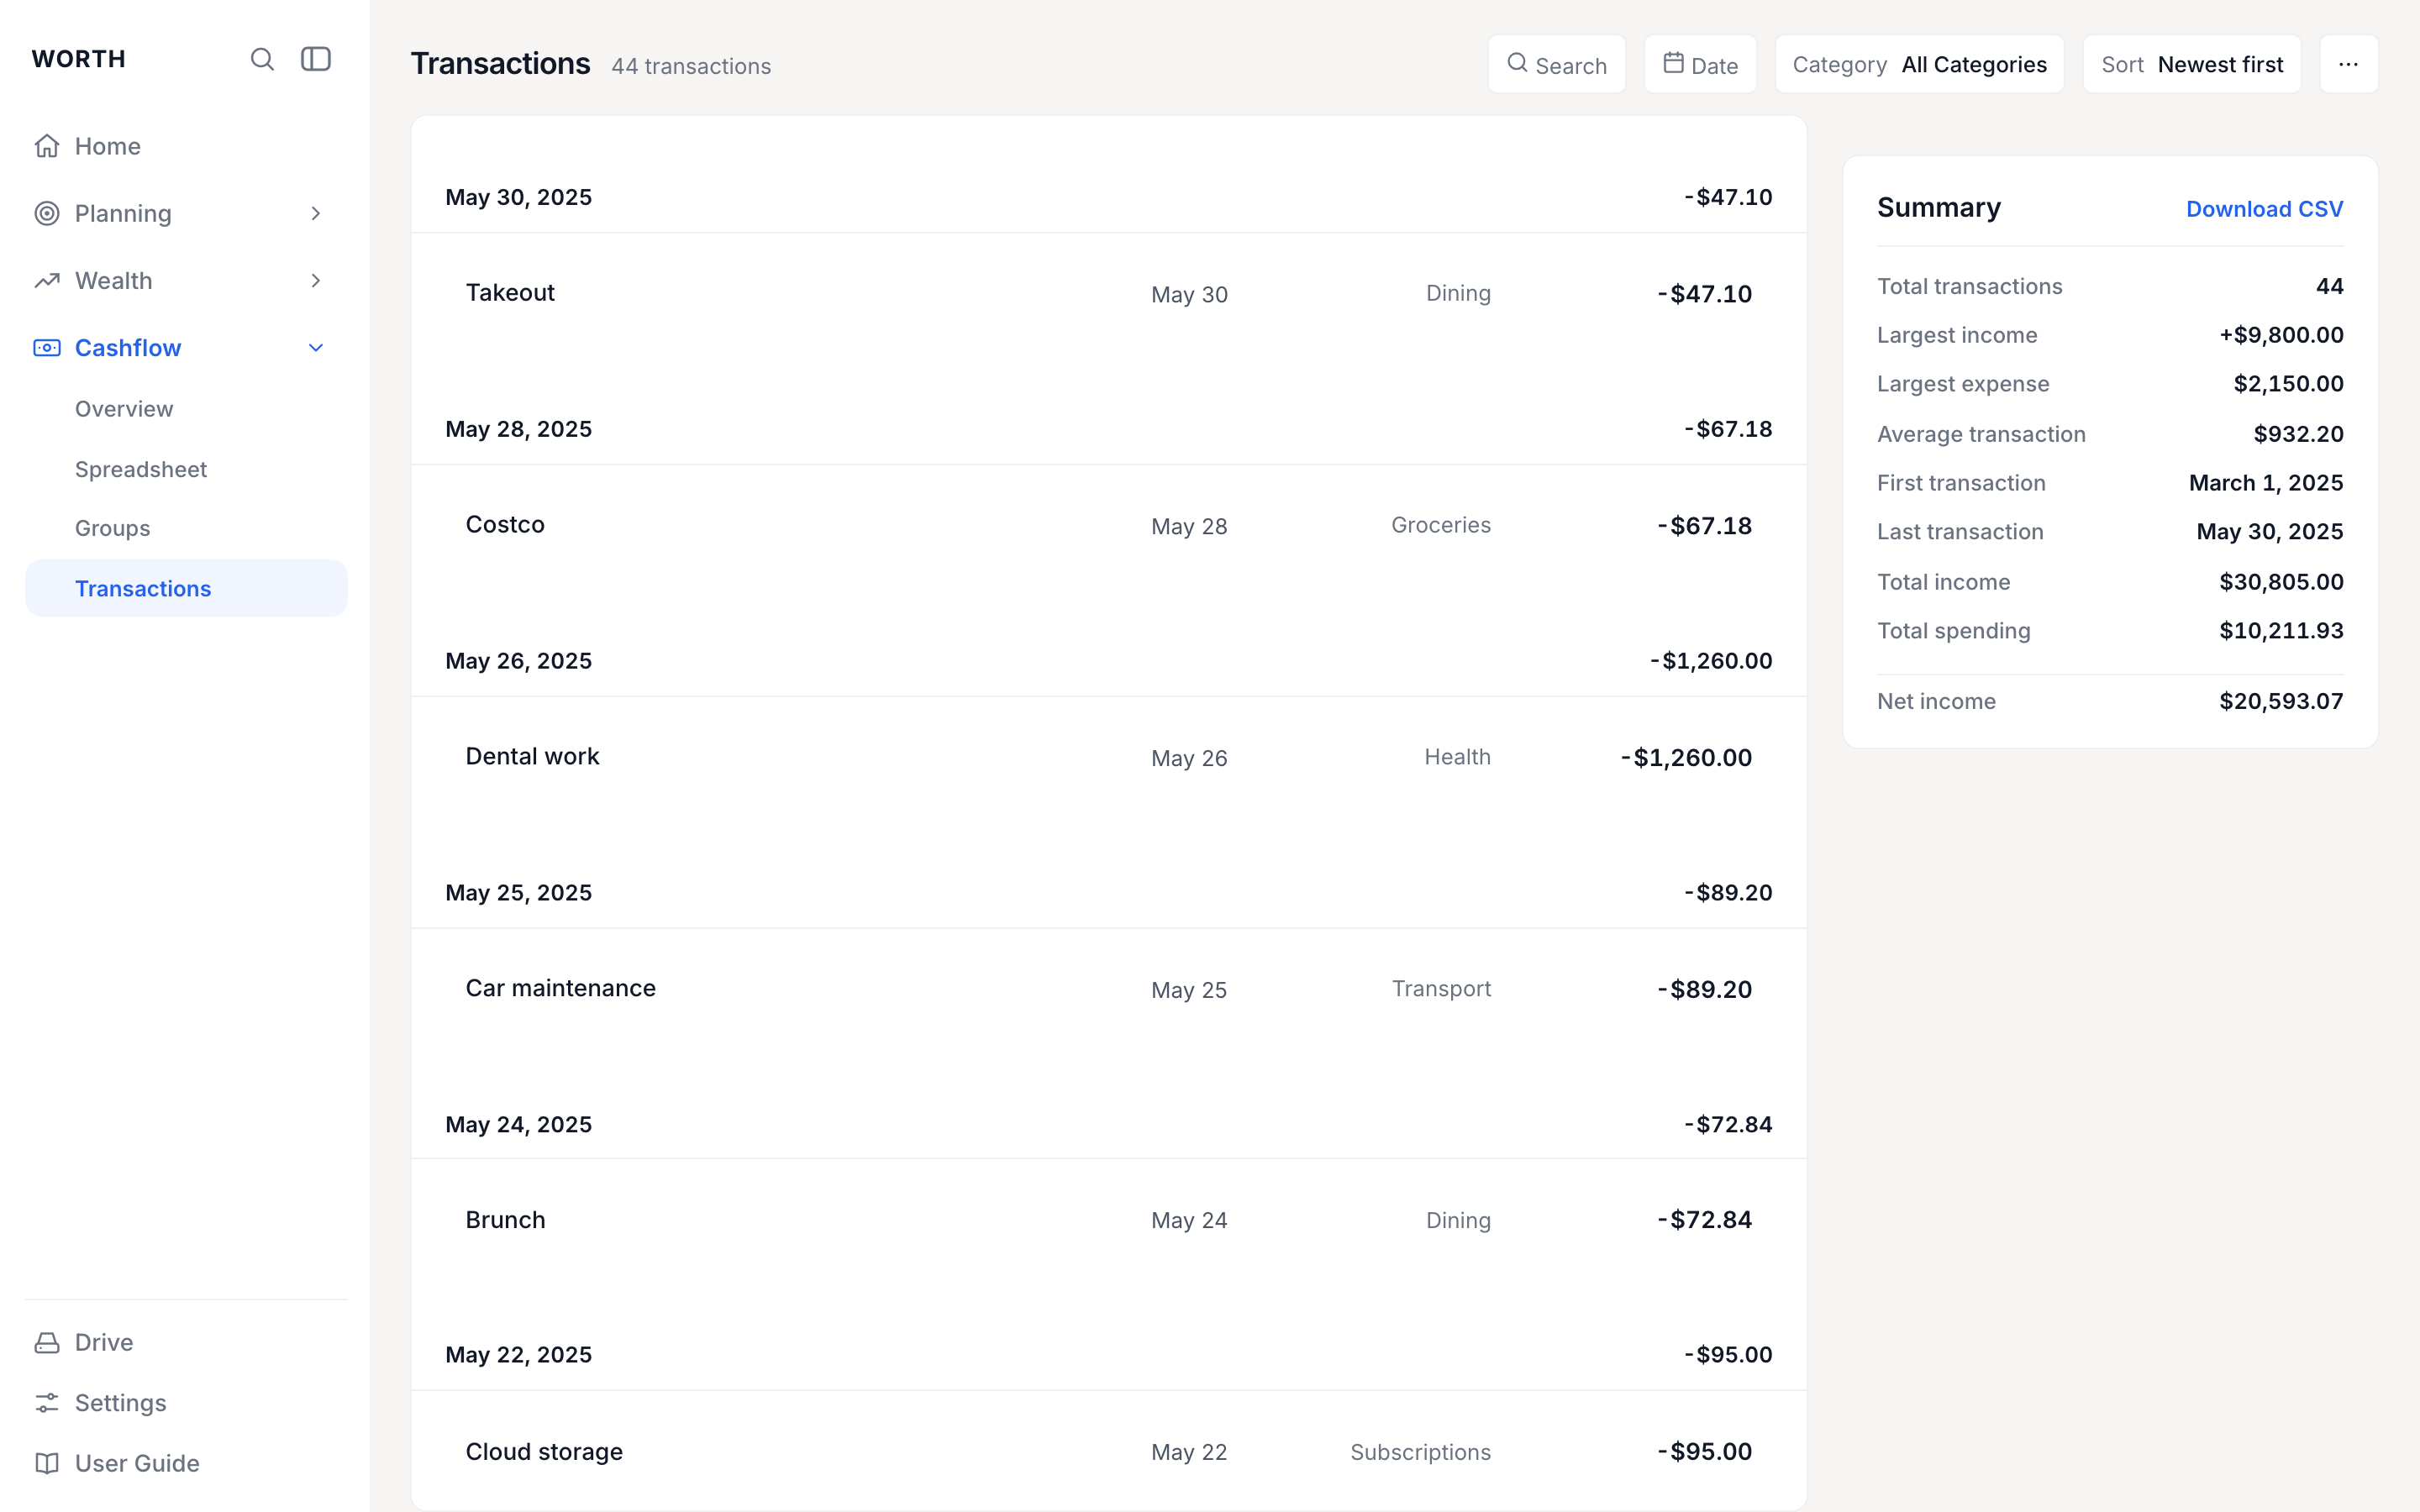 WORTH
Home
Planning
Wealth
Cashflow
Overview
Spreadsheet
Groups
Transactions
Drive
Settings
User Guide
Transactions 44 transactions
Search
Date
Category All Categories
Sort Newest first
May 30, 2025 -$47.10
Takeout May 30 Dining -$47.10
May 28, 2025 -$67.18
Costco May 28 Groceries -$67.18
May 26, 2025 -$1,260.00
Dental work May 26 Health -$1,260.00
May 25, 2025 -$89.20
Car maintenance May 25 Transport -$89.20
May 24, 2025 -$72.84
Brunch May 24 Dining -$72.84
May 22, 2025 -$95.00
Cloud storage May 22 Subscriptions -$95.00
Summary Download CSV
Total transactions 44
Largest income +$9,800.00
Largest expense $2,150.00
Average transaction $932.20
First transaction March 1, 2025
Last transaction May 30, 2025
Total income $30,805.00
Total spending $10,211.93
Net income $20,593.07